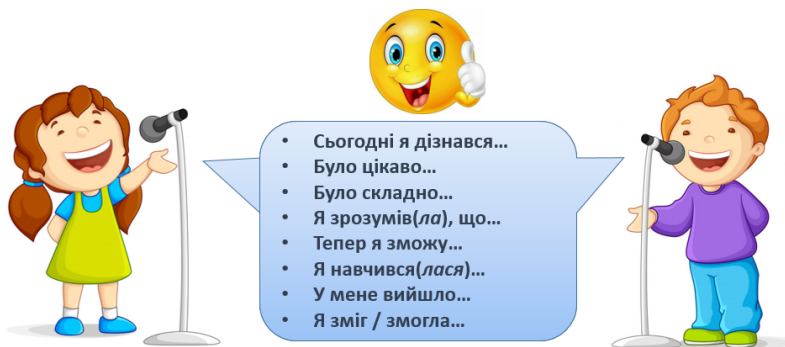 • Сьогодні я дізнався...
• Було цікаво...
• Було складно...
• Я зрозумів(ла), що...
• Тепер я зможу...
• Я навчився(лася)...
• У мене вийшло...
• Я зміг / змогла...